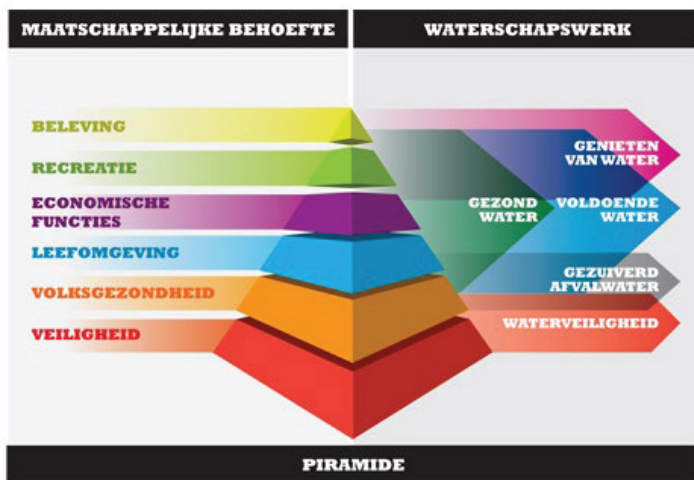 MAATSCHAPPELIJKE BEHOEFTE
WATERSCHAPSWERK
BELEVING
RECREATIE
ECONOMISCHE
FUNCTIES
LEEFOMGEVING
VOLKSGEZONDHEID
VEILIGHEID
GENIETEN
VAN WATER
GEZOND
WATER
VOLDOENDE
WATER
GEZUIVERD
AFVALWATER
WATERVEILIGHEID
PIRAMIDE